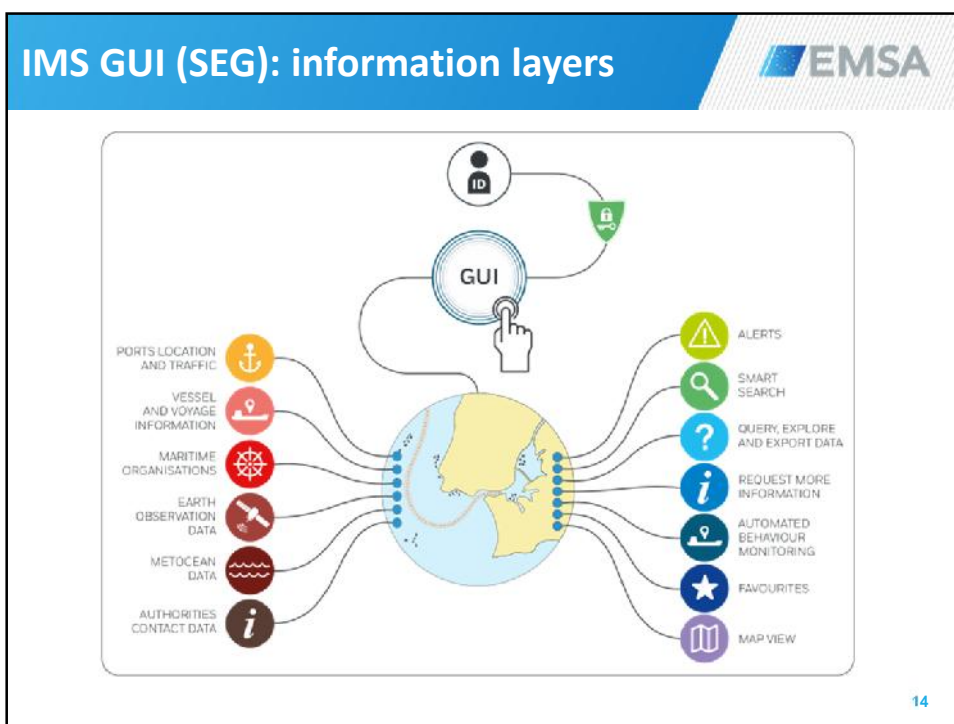 IMS GUI (SEG): information layers
EMSA
ID
GUI
PORTS LOCATION
AND TRAFFIC
VESSEL
AND VOYAGE
INFORMATION
MARITIME
ORGANISATIONS
EARTH
OBSERVATION
DATA
METOCEAN
DATA
AUTHORITIES
CONTACT DATA
i
ALERTS
SMART
SEARCH
?
QUERY, EXPLORE
AND EXPORT DATA
i
REQUEST MORE
INFORMATION
AUTOMATED
BEHAVIOUR
MONITORING
FAVOURITES
MAP VIEW
14